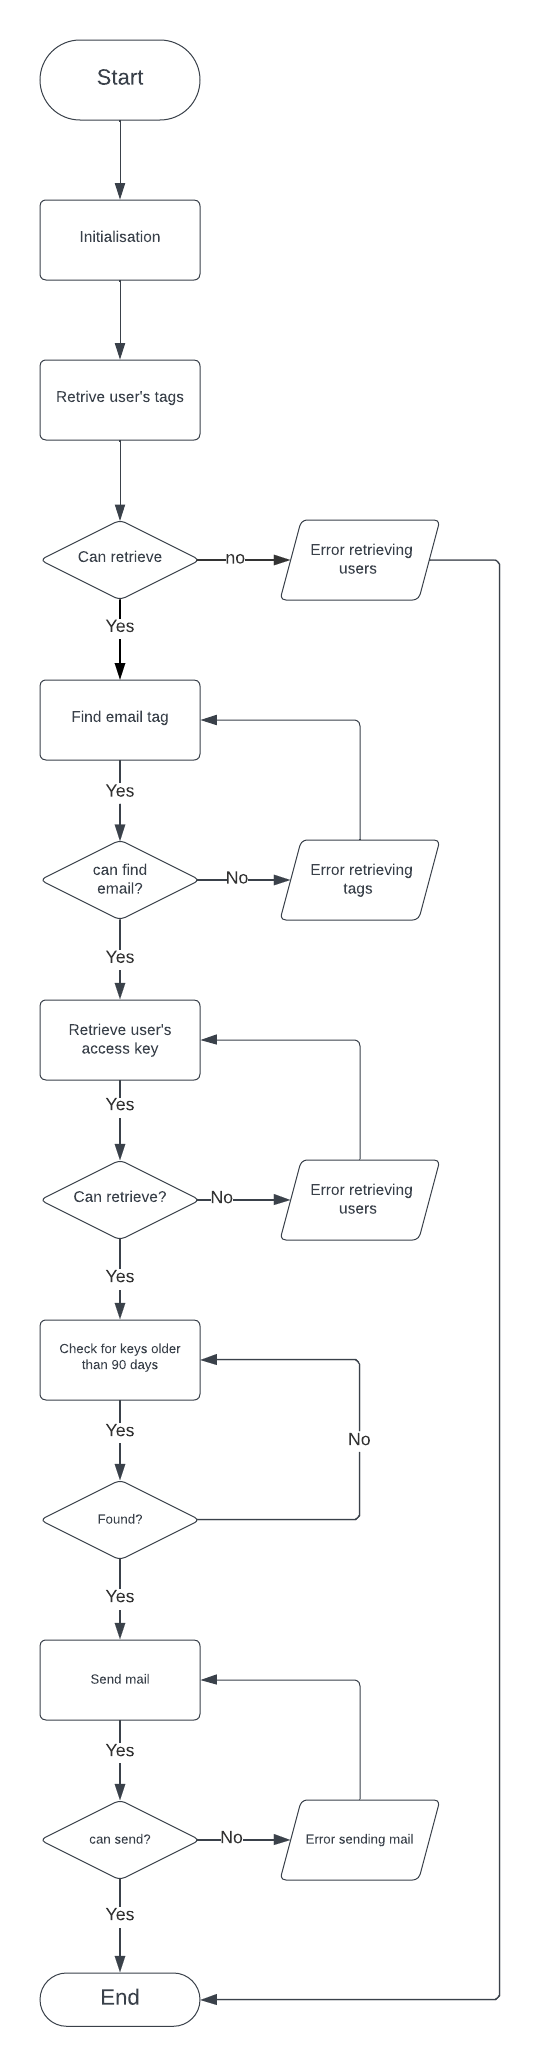 Start
Initialisation
Retrive user's tags
Can retrieve
no
Error retrieving
users
Yes
Find email tag
Yes
can find
email?
No
Error retrieving
tags
Yes
Retrieve user's
access key
Yes
Can retrieve?
No
Error retrieving
users
Yes
Check for keys older
than 90 days
Yes
No
Found?
Yes
Send mail
Yes
can send?
No
Error sending mail
Yes
End